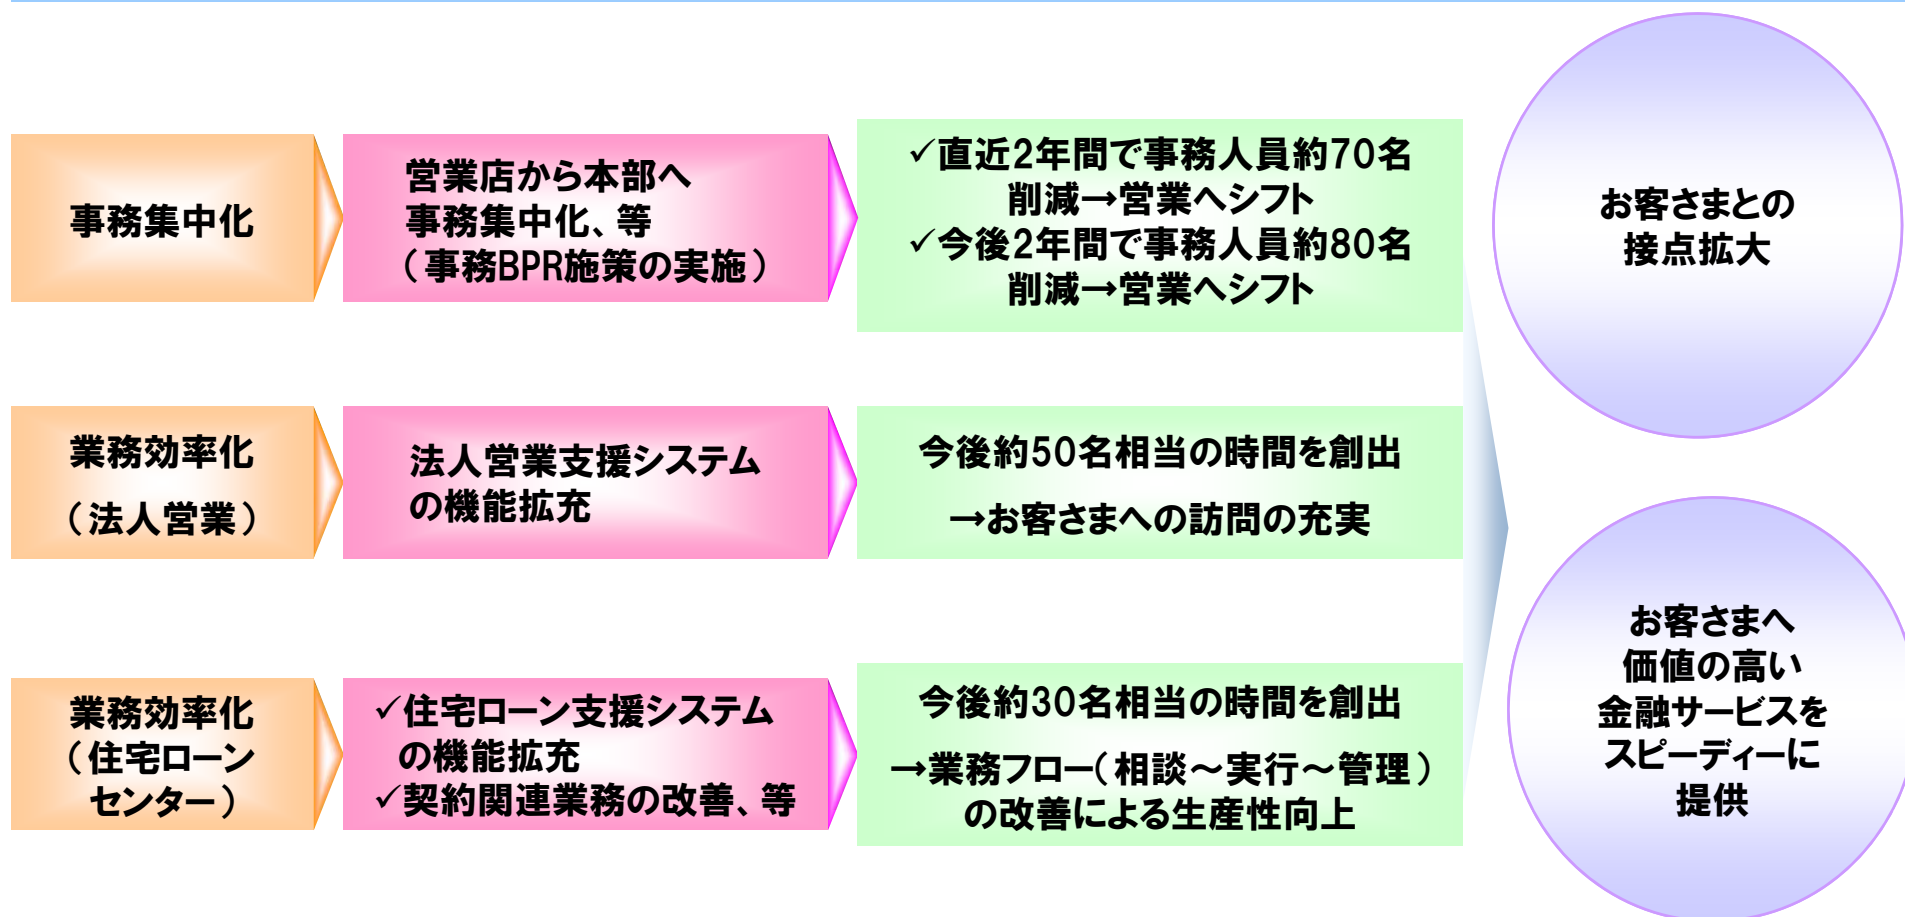 事務集中化
営業店から本部へ
事務集中化、等
（事務BPR施策の実施）
✓直近2年間で事務人員約70名
削減→営業へシフト
✓今後2年間で事務人員約80名
削減→営業へシフト
業務効率化
（法人営業）
法人営業支援システム
の機能拡充
今後約50名相当の時間を創出
→お客さまへの訪問の充実
業務効率化
（住宅ローン
センター）
✓住宅ローン支援システム
の機能拡充
✓契約関連業務の改善、等
今後約30名相当の時間を創出
→業務フロー（相談～実行～管理）
の改善による生産性向上
お客さまとの
接点拡大
お客さまへ
価値の高い
金融サービスを
スピーディーに
提供